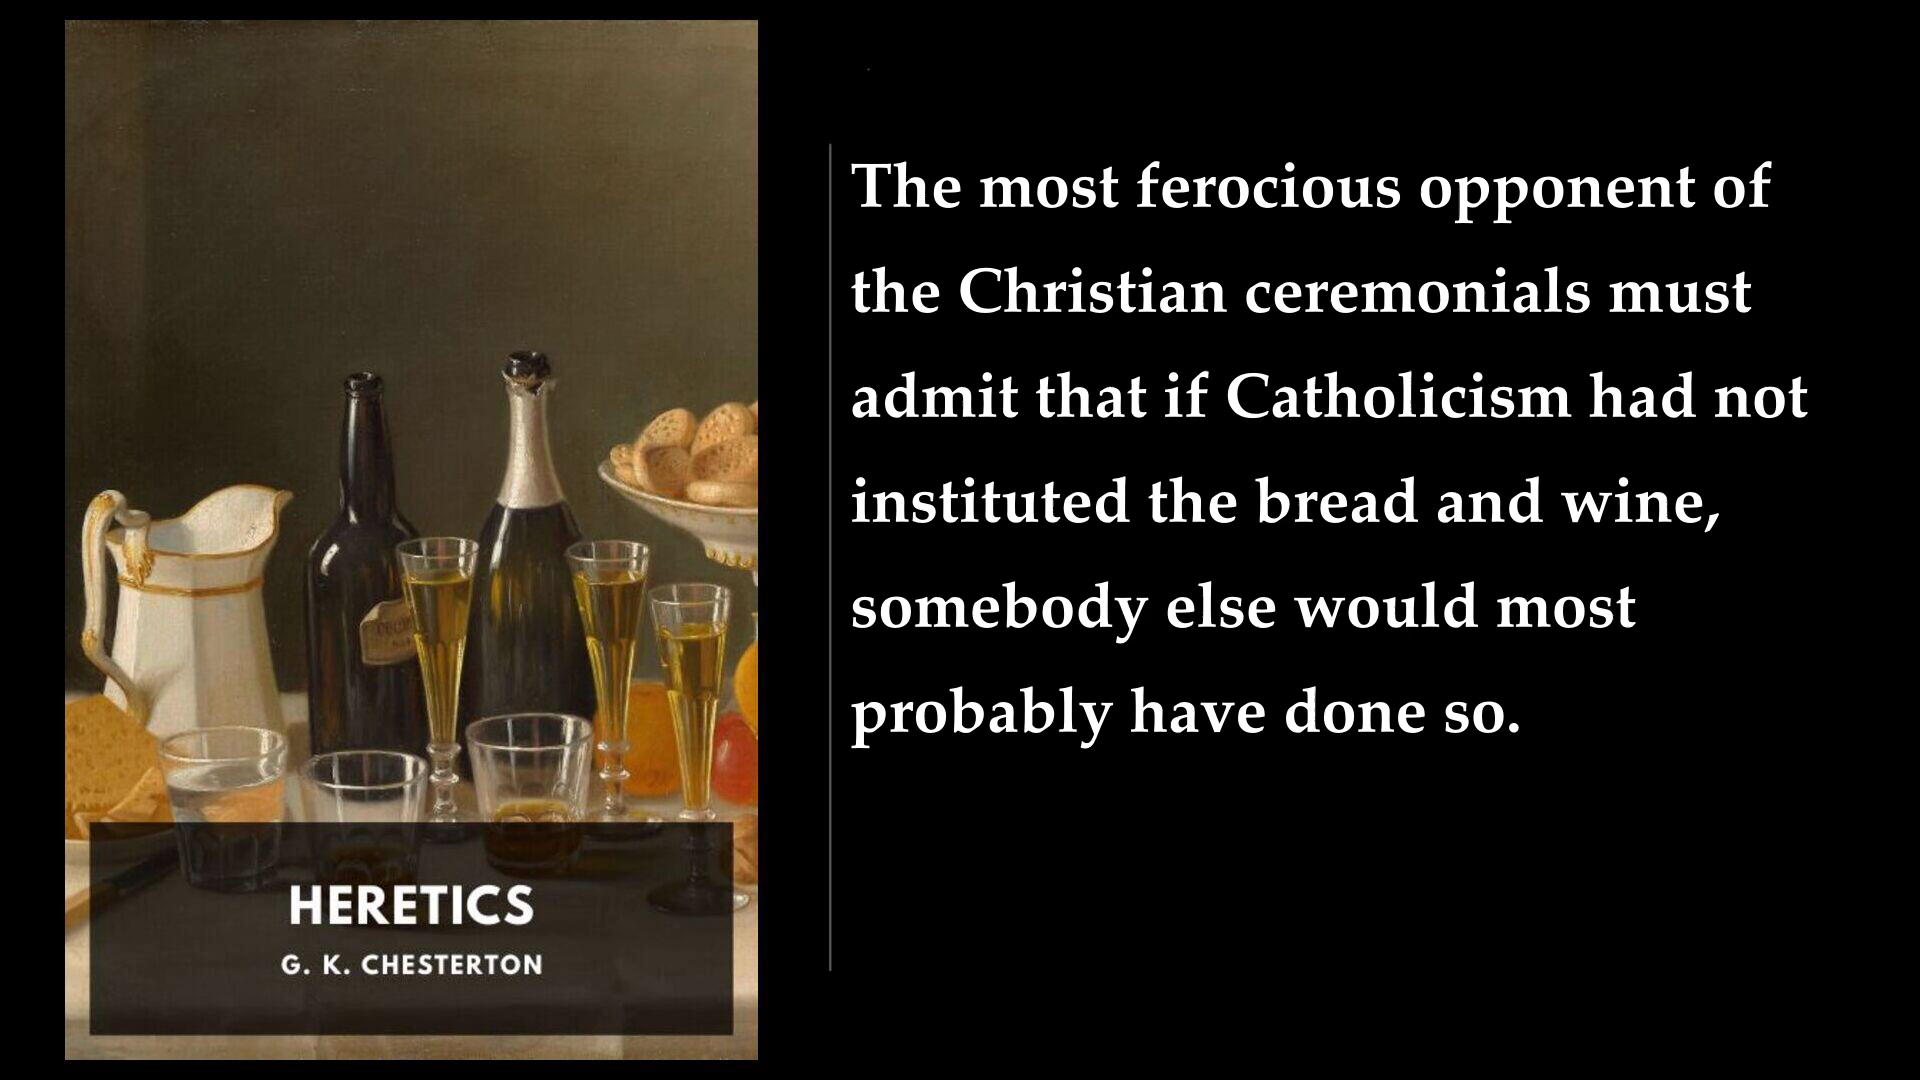 The most ferocious opponent of
the Christian ceremonials must
admit that if Catholicism had not
instituted the bread and wine,
somebody else would most
probably have done so.
HERETICS
G. K. CHESTERTON